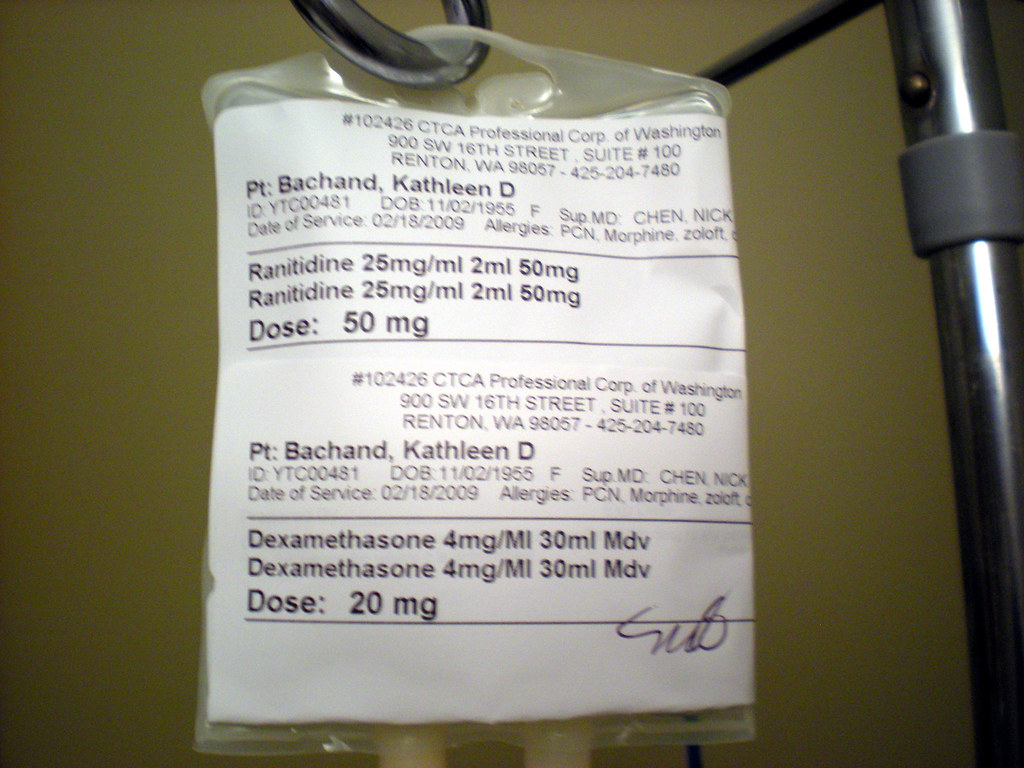 #102426 CTCA Professional Corp. of Washington
900 SW 16TH STREET , SUITE # 100
RENTON, WA 98057 - 425-204-7480
Pt: Bachand, Kathleen D
ID: YTC00481 DOB: 11/02/1955 F Sup.MD: CHEN, NICK
Date of Service: 02/18/2009 Allergies: PCN, Morphine, zoloft,
Ranitidine 25mg/ml 2ml 50mg
Ranitidine 25mg/ml 2ml 50mg
Dose: 50 mg
#102426 CTCA Professional Corp. of Washington
900 SW 16TH STREET , SUITE # 100
RENTON, WA 98057 - 425-204-7480
Pt: Bachand, Kathleen D
ID: YTC00481 DOB: 11/02/1955 F Sup.MD: CHEN, NICK
Date of Service: 02/18/2009 Allergies: PCN, Morphine, zoloft,
Dexamethasone 4mg/Ml 30ml Mdv
Dexamethasone 4mg/Ml 30ml Mdv
Dose: 20 mg